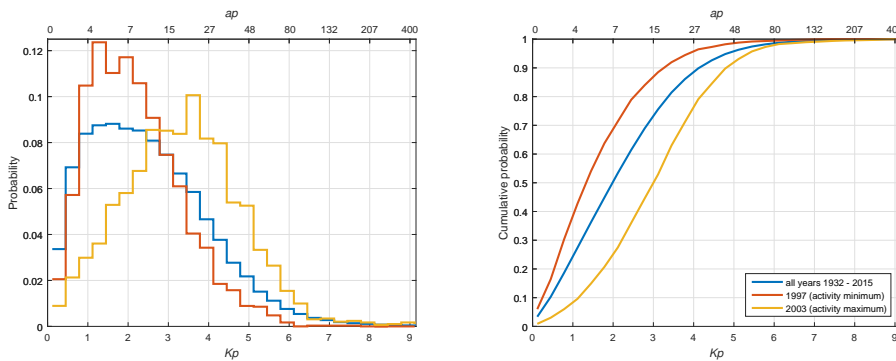 ap
0 4 7 15 27 48 80 132 207 400
0.12
0.1
0.08
0.06
0.04
0.02
0
Probability
0 1 2 3 4 5 6 7 8 9
Kp
ap
0 4 7 15 27 48 80 132 207 40
1
0.9
0.8
0.7
0.6
0.5
0.4
0.3
0.2
0.1
0
Cumulative probability
all years 1932 - 2015
1997 (activity minimum)
2003 (activity maximum)
0 1 2 3 4 5 6 7 8 9
Kp